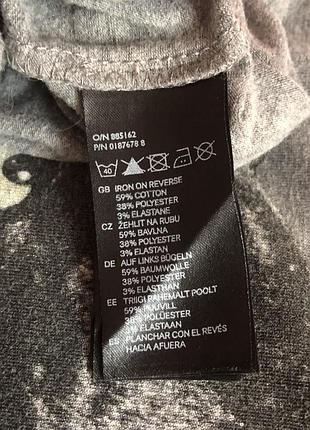 O/N 885162
P/N 0187678 8
40
GB IRON ON REVERSE
59% COTTON
38% POLYESTER
3% ELASTANE
CZ ŽEHLIT NA RUBU
59% BAVLNA
38% POLYESTER
3% ELASTAN
DE AUF LINKS BÜGELN
59% BAUMWOLLE
38% POLYESTER
3% ELASTHAN
EE TRIIGI PAHEMALT POOLT
59% PUUVILL
38% POLÜESTER
3% ELASTAAN
ES PLANCHAR CON EL REVÉS
HACIA AFUERA